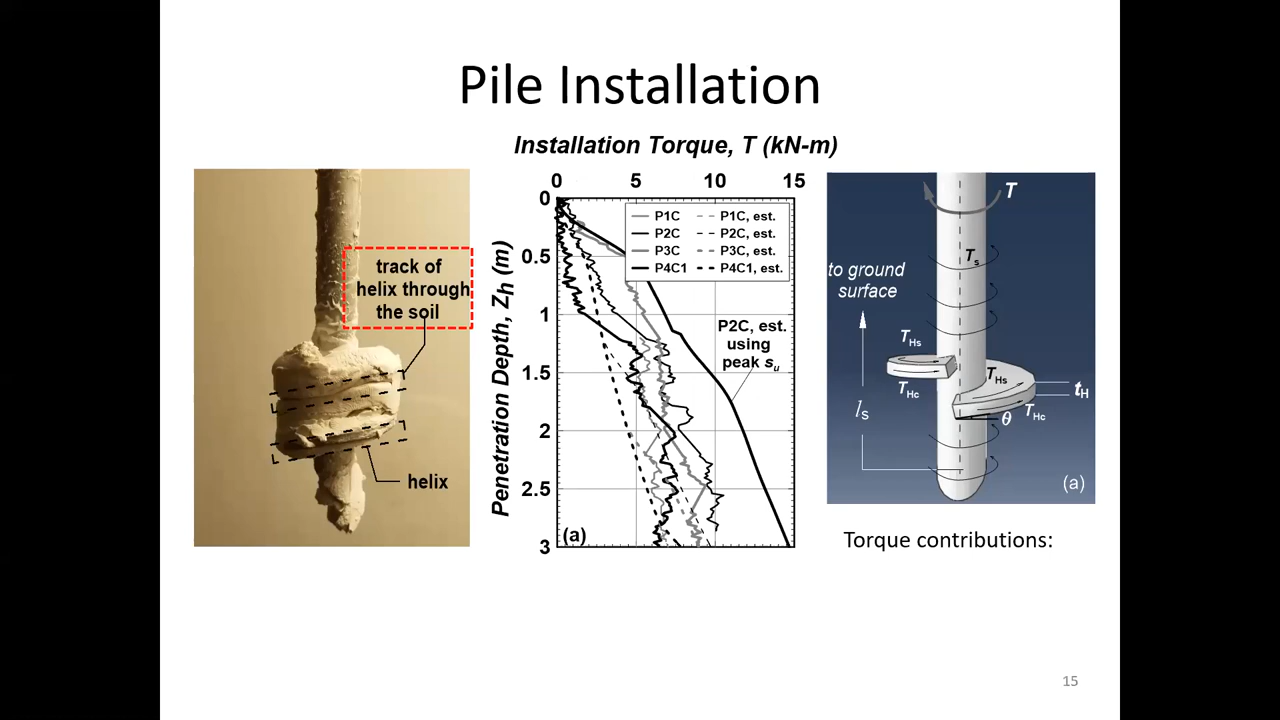 Pile Installation
track of
helix through
the soil
helix
Installation Torque, T (kN-m)
0 5 10 15
Penetration Depth, Zh (m)
0
0.5
1
1.5
2
2.5
3
P1C P1C, est.
P2C P2C, est.
P3C P3C, est.
P4C1 P4C1, est.
P2C, est.
using
peak su
(a)
T
Ts
to ground
surface
THs
THc
ls
THs
THc
θ
tH
(a)
Torque contributions:
15